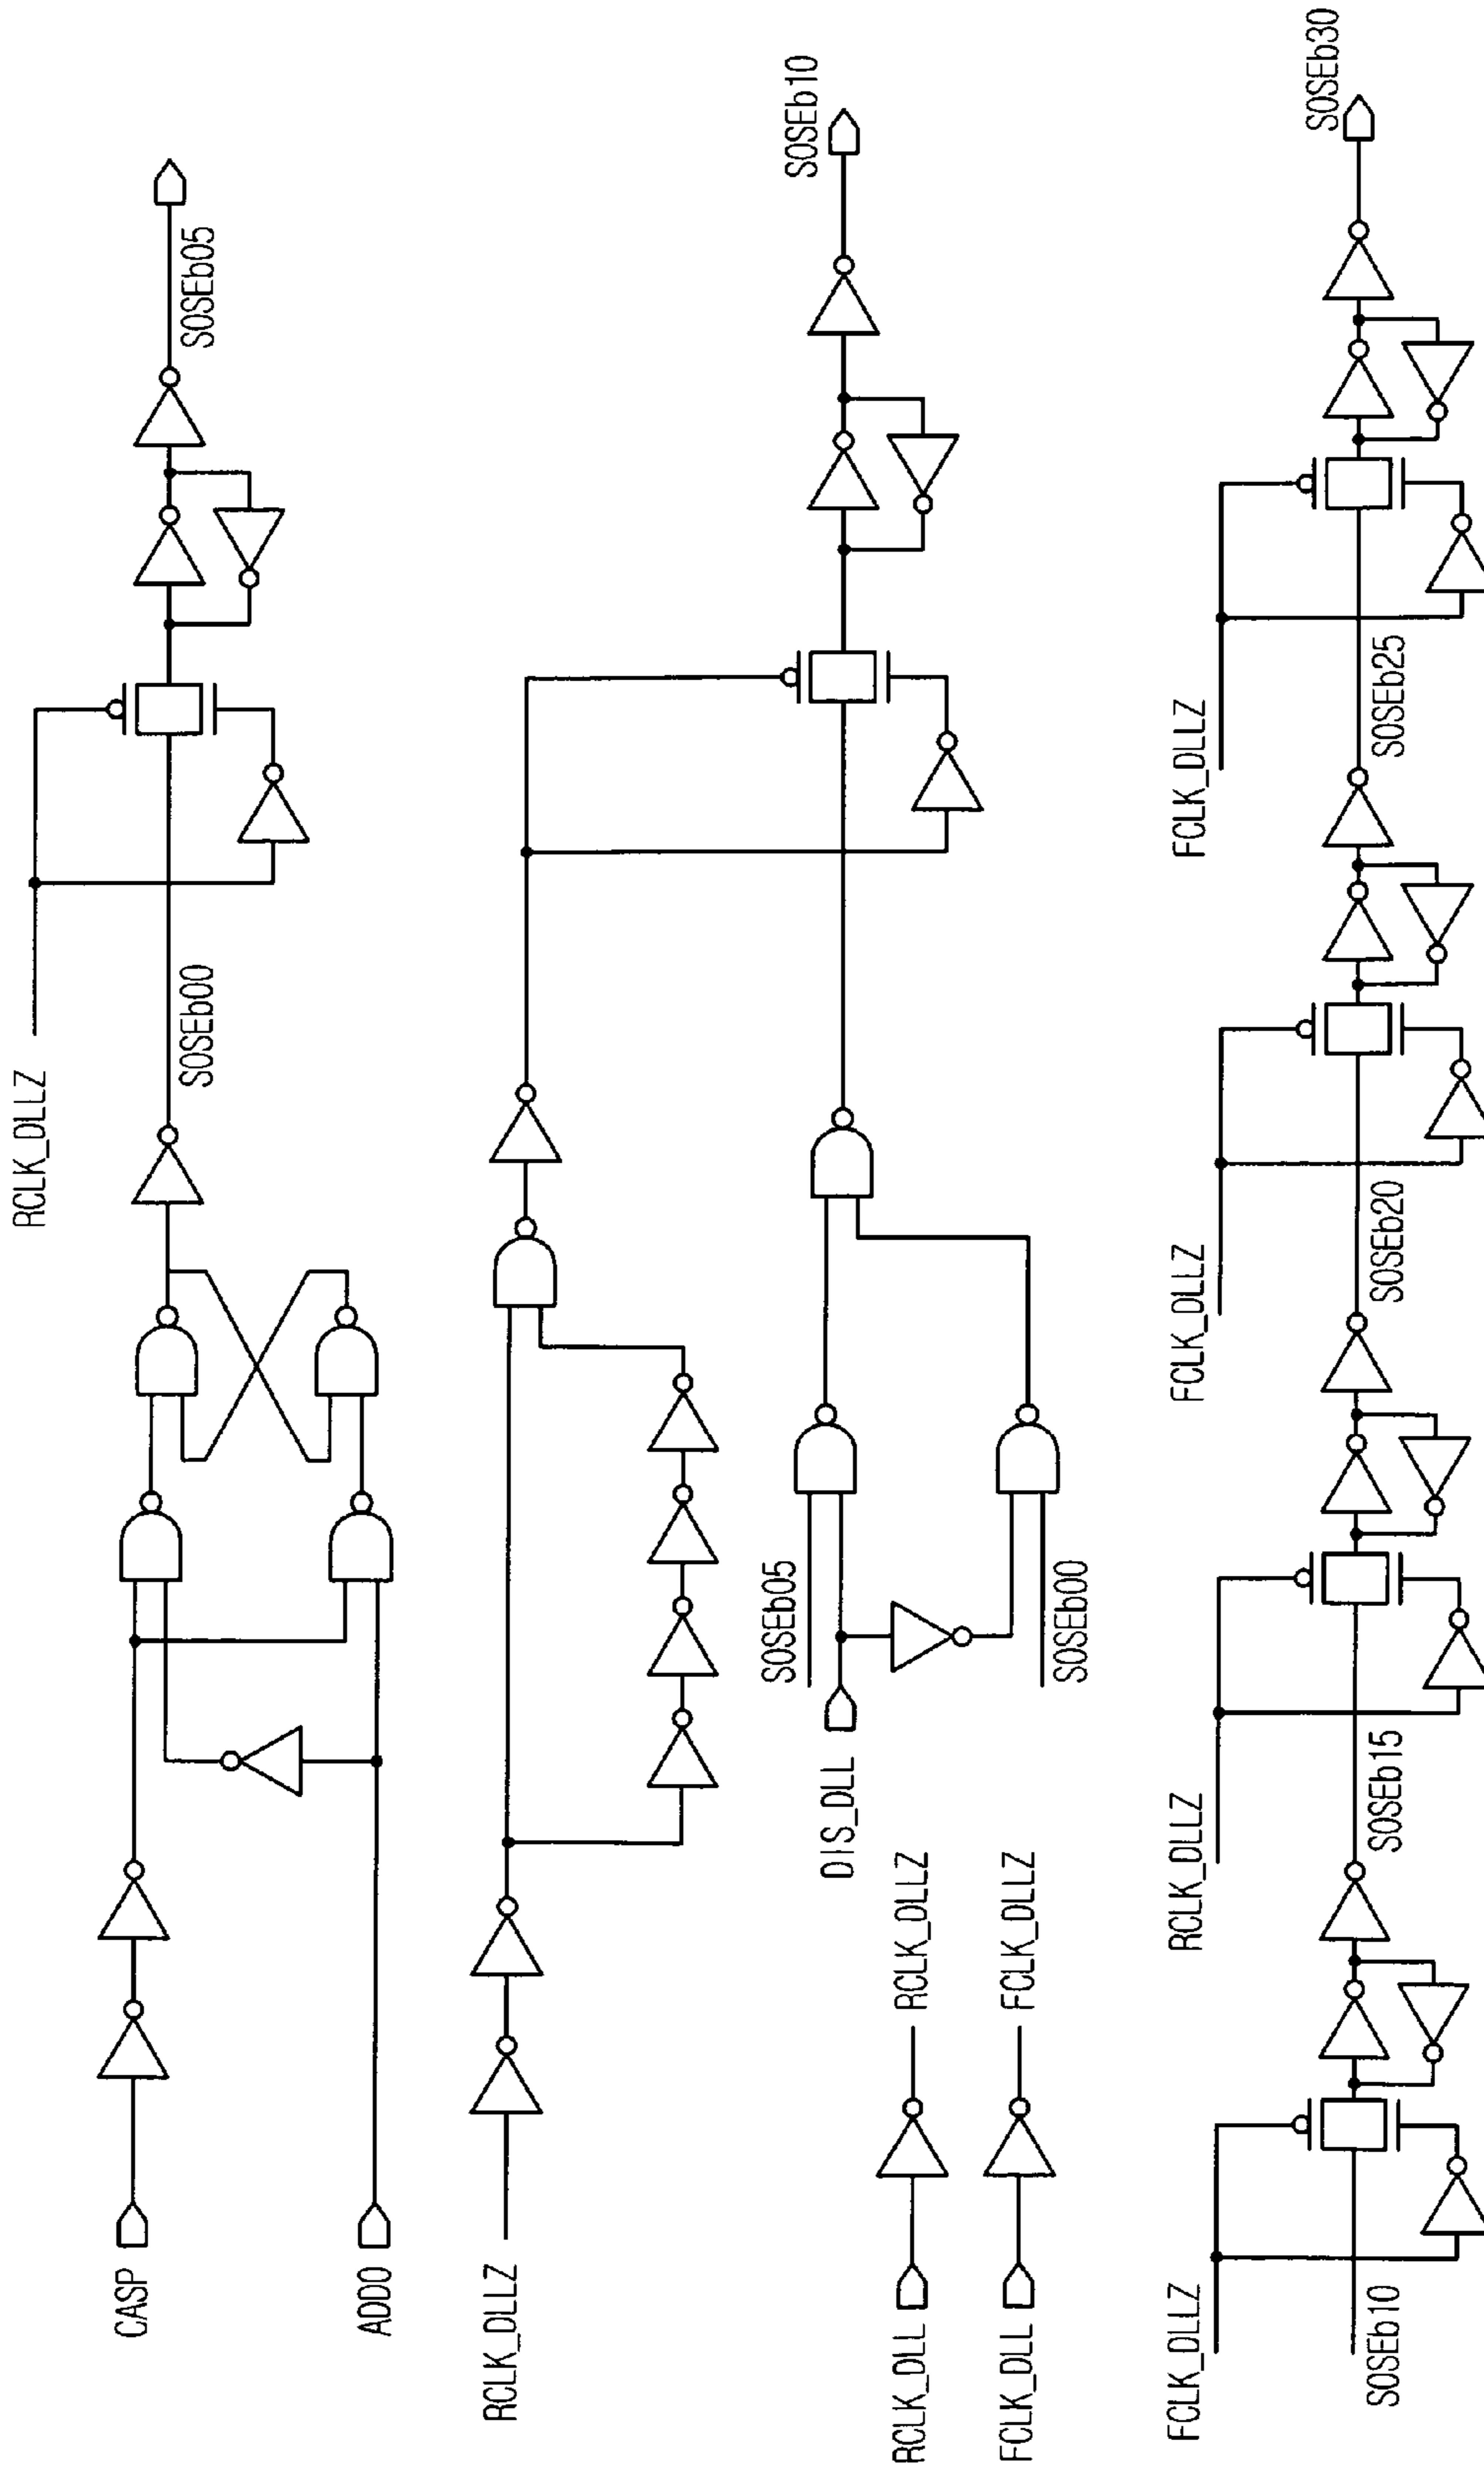 RCLK_DLLZ
CASP
SOSEb00
SOSEb05
ADD0
RCLK_DLLZ
SOSEb10
SOSEb05
DIS_DLL
SOSEb00
RCLK_DLL
RCLK_DLLZ
FCLK_DLL
FCLK_DLLZ
FCLK_DLLZ
RCLK_DLLZ
FCLK_DLLZ
FCLK_DLLZ
SOSEb30
SOSEb10
SOSEb15
SOSEb20
SOSEb25